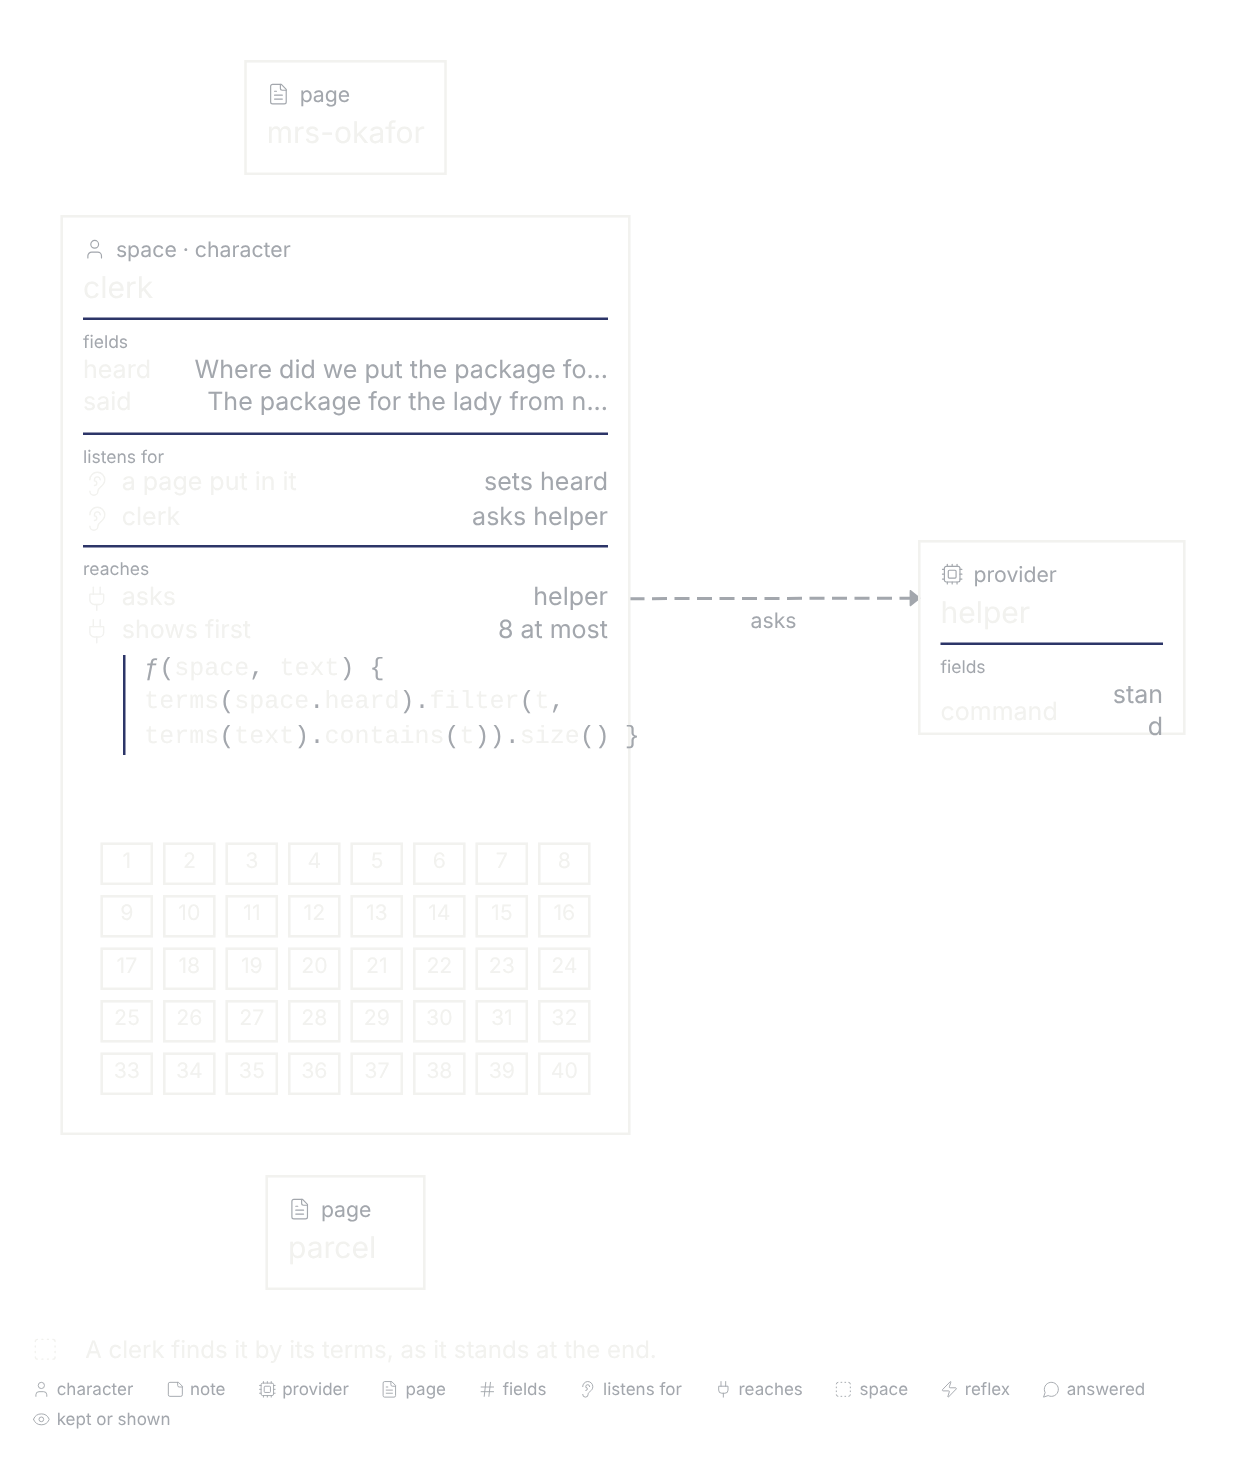 page
mrs-okafor
space · character
clerk
fields
heard Where did we put the package fo...
said The package for the lady from n...
listens for
a page put in it sets heard
clerk asks helper
reaches
asks helper
shows first 8 at most
ƒ(space, text) {
terms(space.heard).filter(t,
terms(text).contains(t)).size() }
asks
provider
helper
fields
command stan
d
1 2 3 4 5 6 7 8
9 10 11 12 13 14 15 16
17 18 19 20 21 22 23 24
25 26 27 28 29 30 31 32
33 34 35 36 37 38 39 40
page
parcel
A clerk finds it by its terms, as it stands at the end.
character note provider page fields listens for reaches space reflex answered
kept or shown